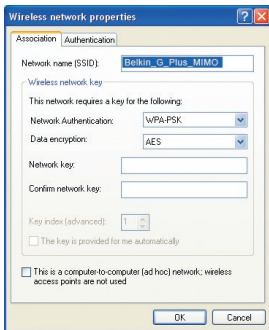 Wireless network properties
Association
Authentication
Network name (SSID): Belkin_G_Plus_MIMO
Wireless network key
This network requires a key for the following:
Network Authentication: WPA-PSK
Data encryption: AES
Network key:
Confirm network key:
Key index (advanced): 1
The key is provided for me automatically
This is a computer-to-computer (ad hoc) network; wireless
access points are not used
OK
Cancel